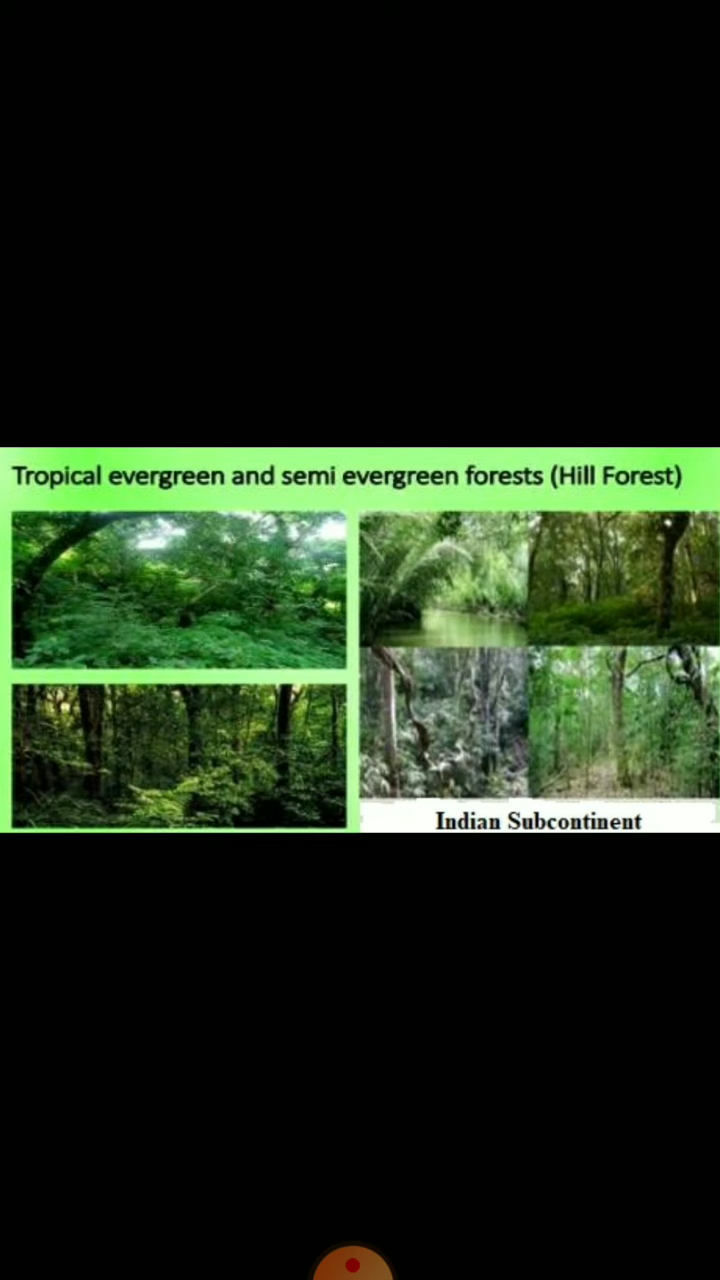 Tropical evergreen and semi evergreen forests (Hill Forest)
Indian Subcontinent